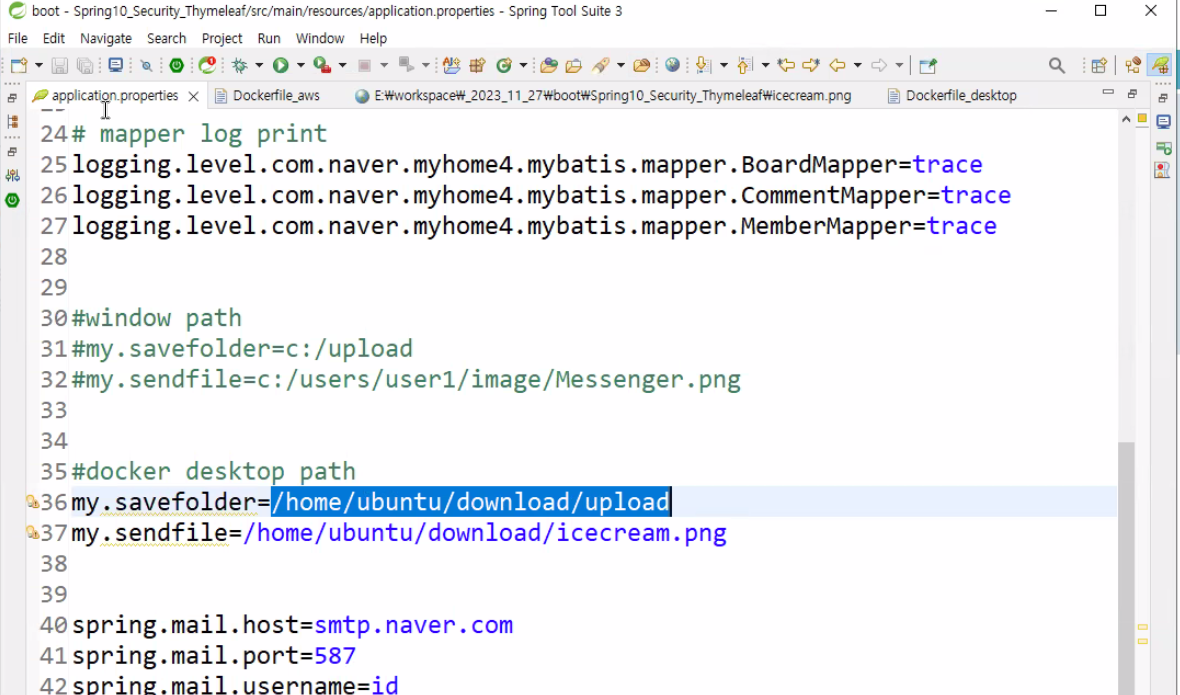 boot - Spring10_Security_Thymeleaf/src/main/resources/application.properties - Spring Tool Suite 3
File Edit Navigate Search Project Run Window Help
application.properties Dockerfile_aws E:₩workspace₩_2023_11_27₩boot₩Spring10_Security_Thymeleaf₩icecream.png Dockerfile_desktop
24 # mapper log print
25 logging.level.com.naver.myhome4.mybatis.mapper.BoardMapper=trace
26 logging.level.com.naver.myhome4.mybatis.mapper.CommentMapper=trace
27 logging.level.com.naver.myhome4.mybatis.mapper.MemberMapper=trace
28
29
30 #window path
31 #my.savefolder=c:/upload
32 #my.sendfile=c:/users/user1/image/Messenger.png
33
34
35 #docker desktop path
36 my.savefolder=/home/ubuntu/download/upload
37 my.sendfile=/home/ubuntu/download/icecream.png
38
39
40 spring.mail.host=smtp.naver.com
41 spring.mail.port=587
42 spring.mail.username=id